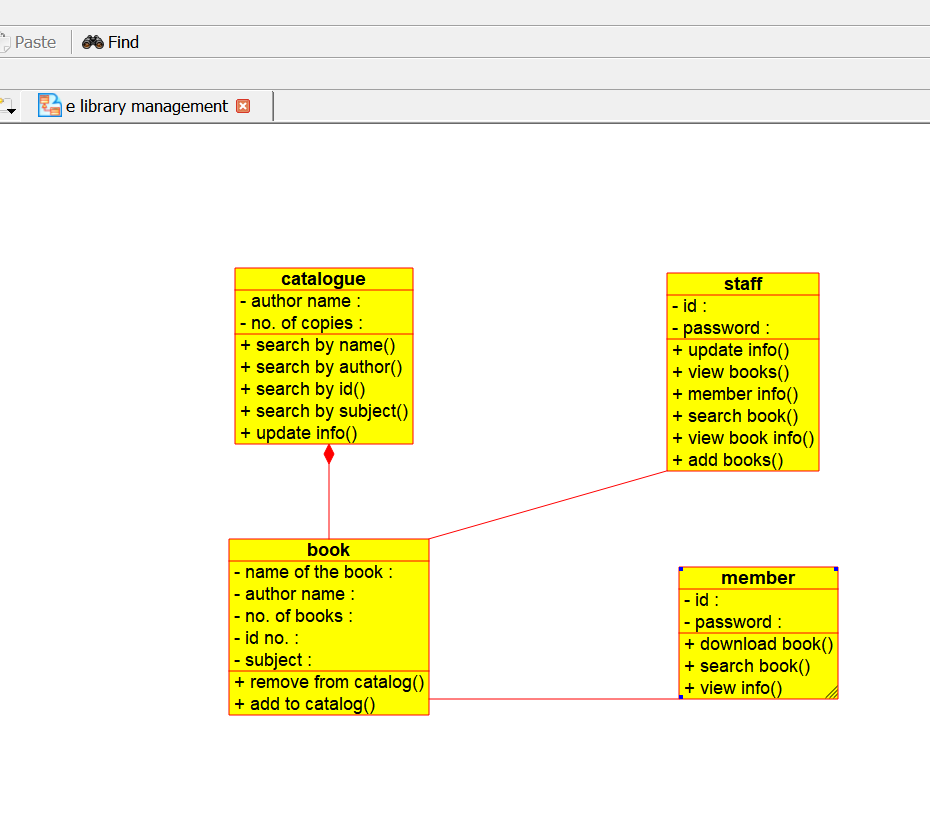 Paste
Find
e library management
catalogue
- author name :
- no. of copies :
+ search by name()
+ search by author()
+ search by id()
+ search by subject()
+ update info()
staff
- id :
- password :
+ update info()
+ view books()
+ member info()
+ search book()
+ view book info()
+ add books()
book
- name of the book :
- author name :
- no. of books :
- id no. :
- subject :
+ remove from catalog()
+ add to catalog()
member
- id :
- password :
+ download book()
+ search book()
+ view info()